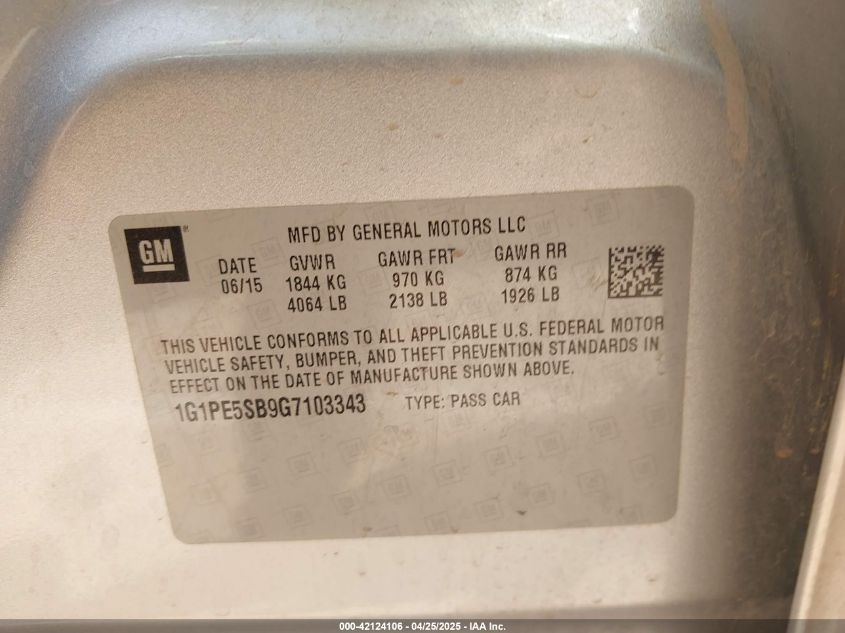 GM ®
MFD BY GENERAL MOTORS LLC
DATE GVWR GAWR FRT GAWR RR
06/15 1844 KG 970 KG 874 KG
4064 LB 2138 LB 1926 LB
THIS VEHICLE CONFORMS TO ALL APPLICABLE U.S. FEDERAL MOTOR
VEHICLE SAFETY, BUMPER, AND THEFT PREVENTION STANDARDS IN
EFFECT ON THE DATE OF MANUFACTURE SHOWN ABOVE.
1G1PE5SB9G7103343 TYPE: PASS CAR
000-42124106 - 04/25/2025 - IAA Inc.